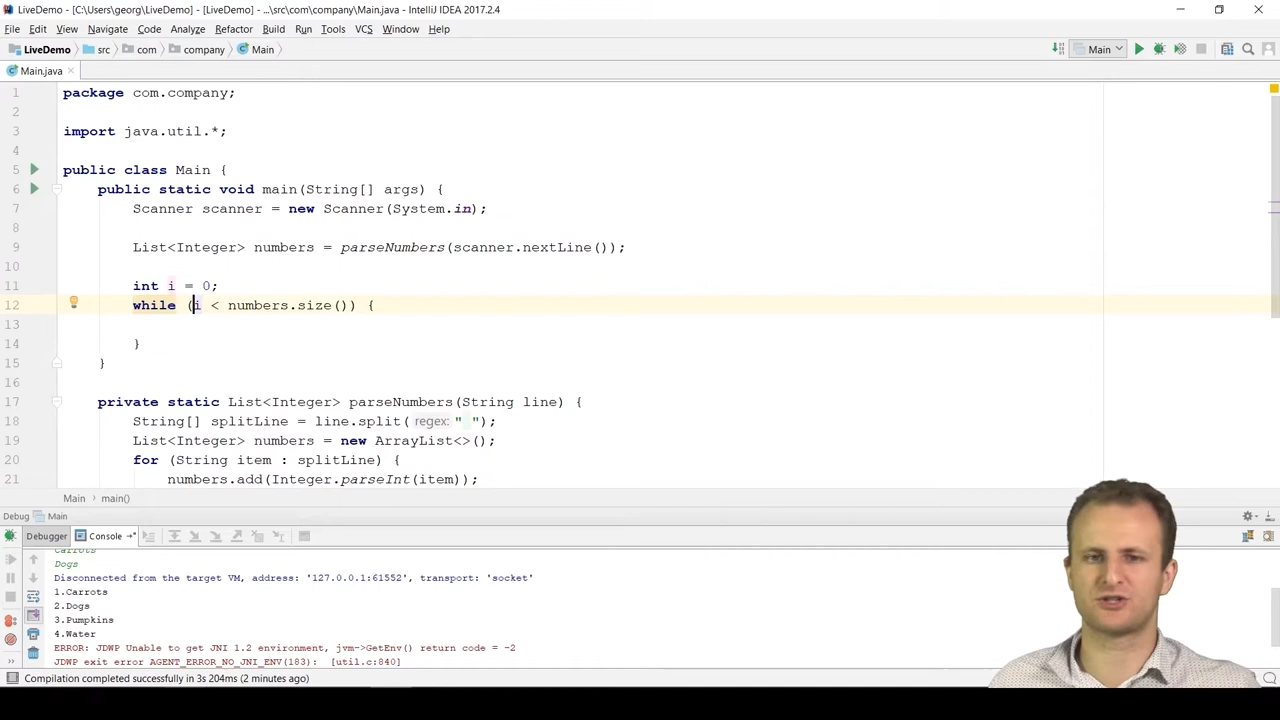 LiveDemo - [C:\Users\georg\LiveDemo] - [LiveDemo] - ...\src\com\company\Main.java - IntelliJ IDEA 2017.2.4
File Edit View Navigate Code Analyze Refactor Build Run Tools VCS Window Help
LiveDemo src com company Main Main
Main.java
1 package com.company;
2
3 import java.util.*;
4
5 public class Main {
6 public static void main(String[] args) {
7 Scanner scanner = new Scanner(System.in);
8
9 List<Integer> numbers = parseNumbers(scanner.nextLine());
10
11 int i = 0;
12 while (i < numbers.size()) {
13
14 }
15 }
16
17 private static List<Integer> parseNumbers(String line) {
18 String[] splitLine = line.split( regex: " ");
19 List<Integer> numbers = new ArrayList<>();
20 for (String item : splitLine) {
21 numbers.add(Integer.parseInt(item));
Main main()
Debug Main
Debugger Console
Carrots
Dogs
Disconnected from the target VM, address: '127.0.0.1:61552', transport: 'socket'
1.Carrots
2.Dogs
3.Pumpkins
4.Water
ERROR: JDWP Unable to get JNI 1.2 environment, jvm->GetEnv() return code = -2
JDWP exit error AGENT_ERROR_NO_JNI_ENV(183): [util.c:840]
Compilation completed successfully in 3s 204ms (2 minutes ago)